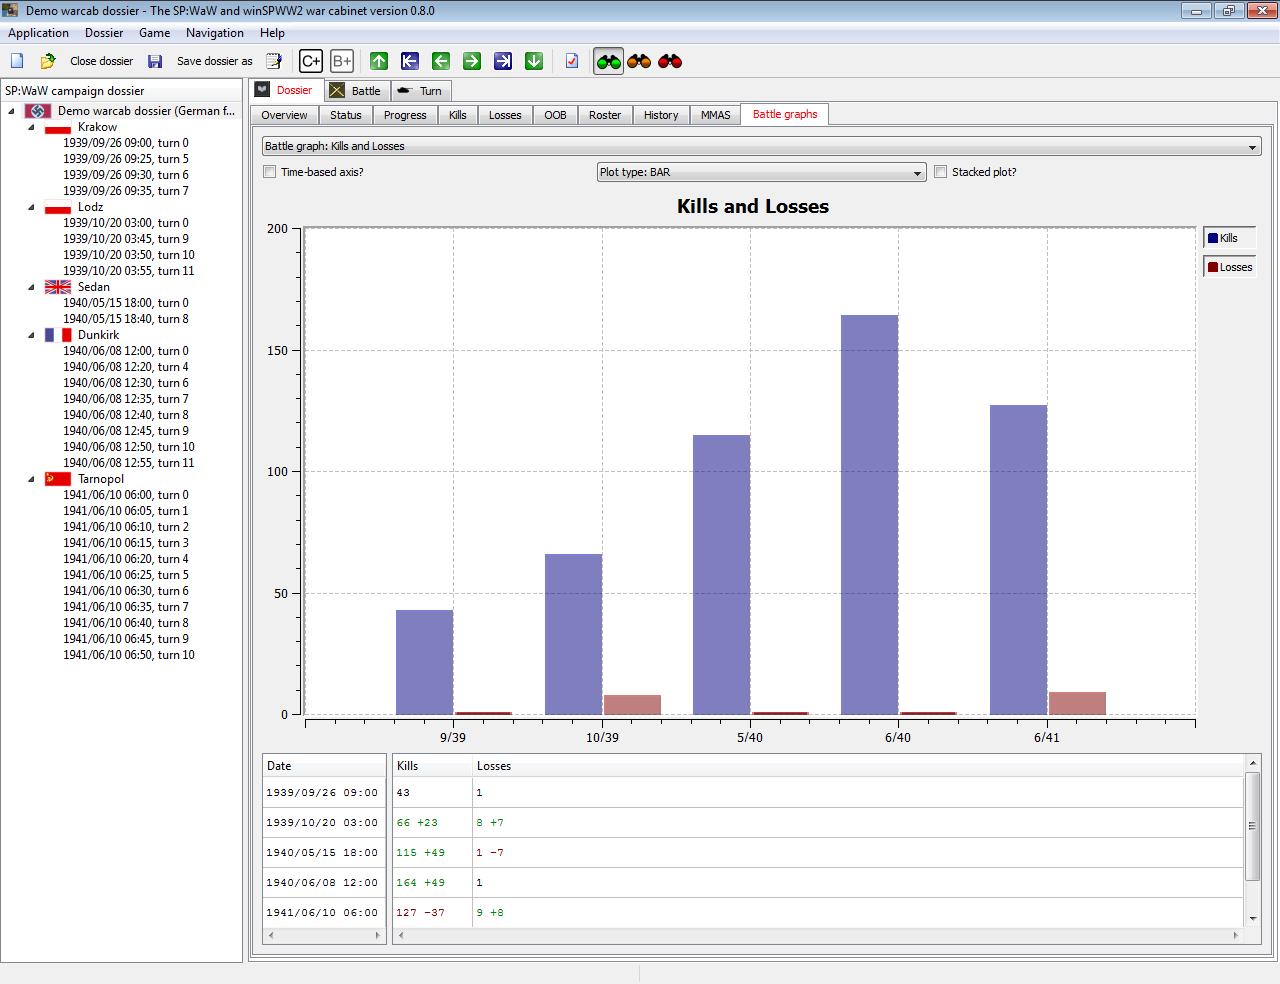 Demo warcab dossier - The SP:WaW and winSPWW2 war cabinet version 0.8.0
Application Dossier Game Navigation Help
Close dossier Save dossier as C+ B+
SP:WaW campaign dossier
Demo warcab dossier (German f...
Krakow
1939/09/26 09:00, turn 0
1939/09/26 09:25, turn 5
1939/09/26 09:30, turn 6
1939/09/26 09:35, turn 7
Lodz
1939/10/20 03:00, turn 0
1939/10/20 03:45, turn 9
1939/10/20 03:50, turn 10
1939/10/20 03:55, turn 11
Sedan
1940/05/15 18:00, turn 0
1940/05/15 18:40, turn 8
Dunkirk
1940/06/08 12:00, turn 0
1940/06/08 12:20, turn 4
1940/06/08 12:30, turn 6
1940/06/08 12:35, turn 7
1940/06/08 12:40, turn 8
1940/06/08 12:45, turn 9
1940/06/08 12:50, turn 10
1940/06/08 12:55, turn 11
Tarnopol
1941/06/10 06:00, turn 0
1941/06/10 06:05, turn 1
1941/06/10 06:10, turn 2
1941/06/10 06:15, turn 3
1941/06/10 06:20, turn 4
1941/06/10 06:25, turn 5
1941/06/10 06:30, turn 6
1941/06/10 06:35, turn 7
1941/06/10 06:40, turn 8
1941/06/10 06:45, turn 9
1941/06/10 06:50, turn 10
Dossier Battle Turn
Overview Status Progress Kills Losses OOB Roster History MMAS Battle graphs
Battle graph: Kills and Losses
Time-based axis? Plot type: BAR Stacked plot?
Kills and Losses
200
150
100
50
0
9/39 10/39 5/40 6/40 6/41
Kills
Losses
Date Kills Losses
1939/09/26 09:00 43 1
1939/10/20 03:00 66 +23 8 +7
1940/05/15 18:00 115 +49 1 -7
1940/06/08 12:00 164 +49 1
1941/06/10 06:00 127 -37 9 +8